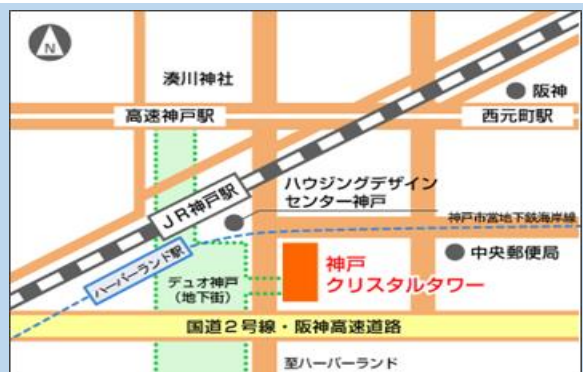 N
湊川神社
阪神
高速神戸駅
西元町駅
JR神戸駅
ハウジングデザイン
センター神戸
神戸市営地下鉄海岸線
ハーバーランド駅
中央郵便局
デュオ神戸
(地下街)
神戸
クリスタルタワー
国道2号線・阪神高速道路
至ハーバーランド